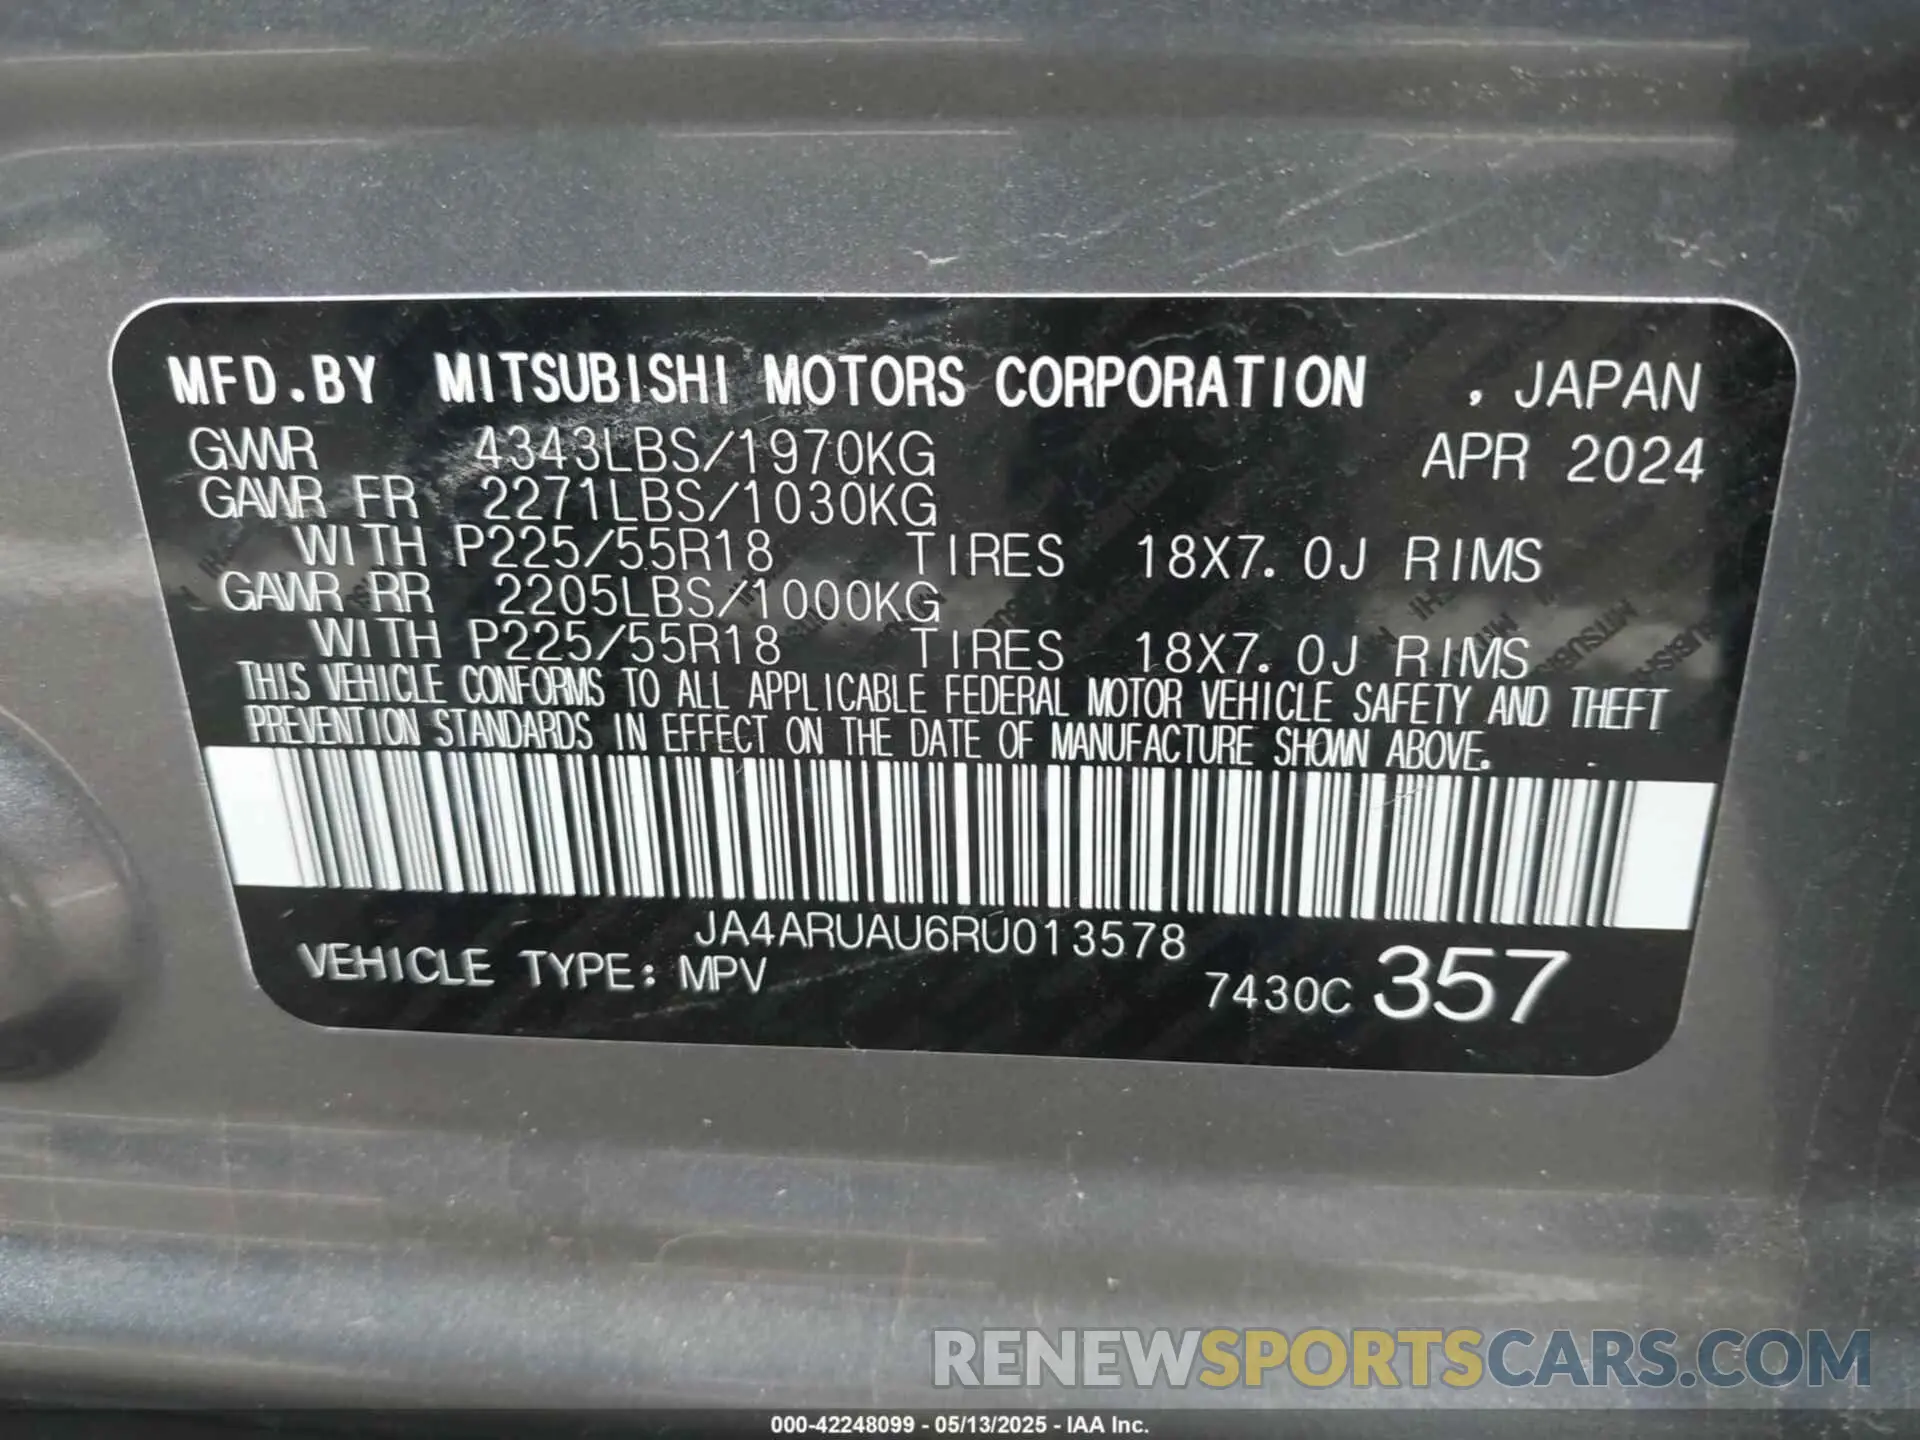 MFD.BY MITSUBISHI MOTORS CORPORATION , JAPAN
GVWR 4343LBS/1970KG APR 2024
GAWR FR 2271LBS/1030KG
WITH P225/55R18 TIRES 18X7.0J RIMS
GAWR RR 2205LBS/1000KG
WITH P225/55R18 TIRES 18X7.0J RIMS
THIS VEHICLE CONFORMS TO ALL APPLICABLE FEDERAL MOTOR VEHICLE SAFETY AND THEFT
PREVENTION STANDARDS IN EFFECT ON THE DATE OF MANUFACTURE SHOWN ABOVE.
JA4ARUAU6RU013578
VEHICLE TYPE: MPV 7430C 357
RENEWSPORTSCARS.COM
000-42248099 - 05/13/2025 - IAA Inc.